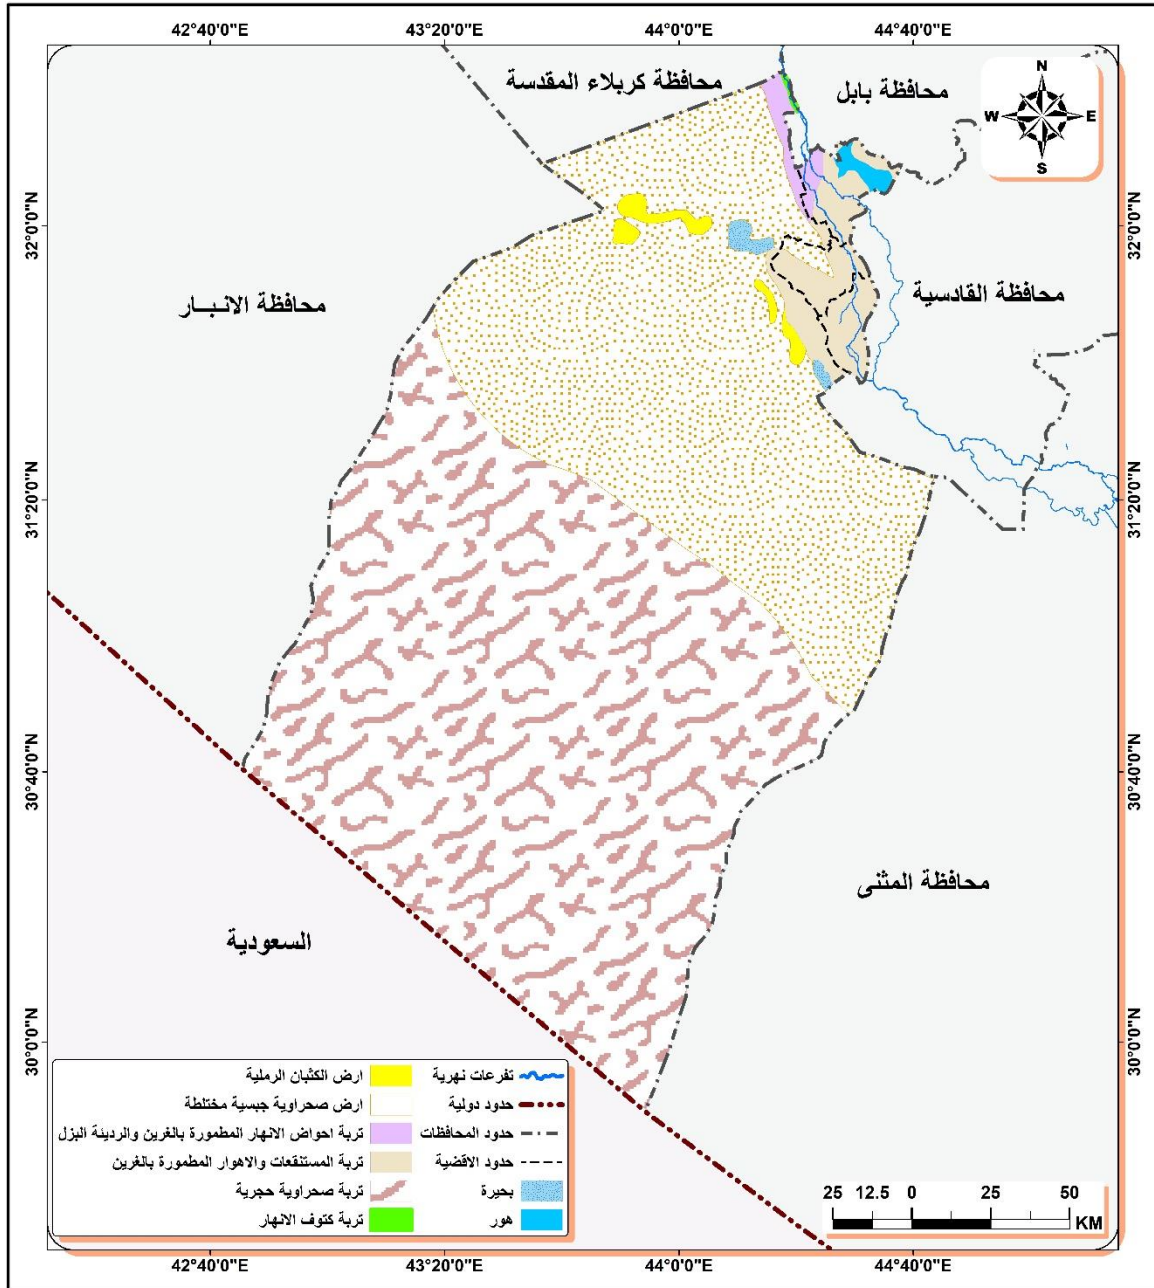 42°40'0"E
43°20'0"E
44°0'0"E
44°40'0"E
محافظة كربلاء المقدسة
محافظة بابل
N
W
E
S
32°0'0"N
32°0'0"N
محافظة الانبار
محافظة القادسية
31°20'0"N
31°20'0"N
30°40'0"N
30°40'0"N
محافظة المثنى
السعودية
30°0'0"N
30°0'0"N
تفرعات نهرية
ارض الكثبان الرملية
حدود دولية
ارض صحراوية جبسية مختلطة
حدود المحافظات
تربة احواض الانهار المطمورة بالغرين والرديئة البزل
حدود الاقضية
تربة المستنقعات والاهوار المطمورة بالغرين
بحيرة
تربة صحراوية حجرية
هور
تربة كتوف الانهار
25 12.5 0 25 50
KM
42°40'0"E
43°20'0"E
44°0'0"E
44°40'0"E